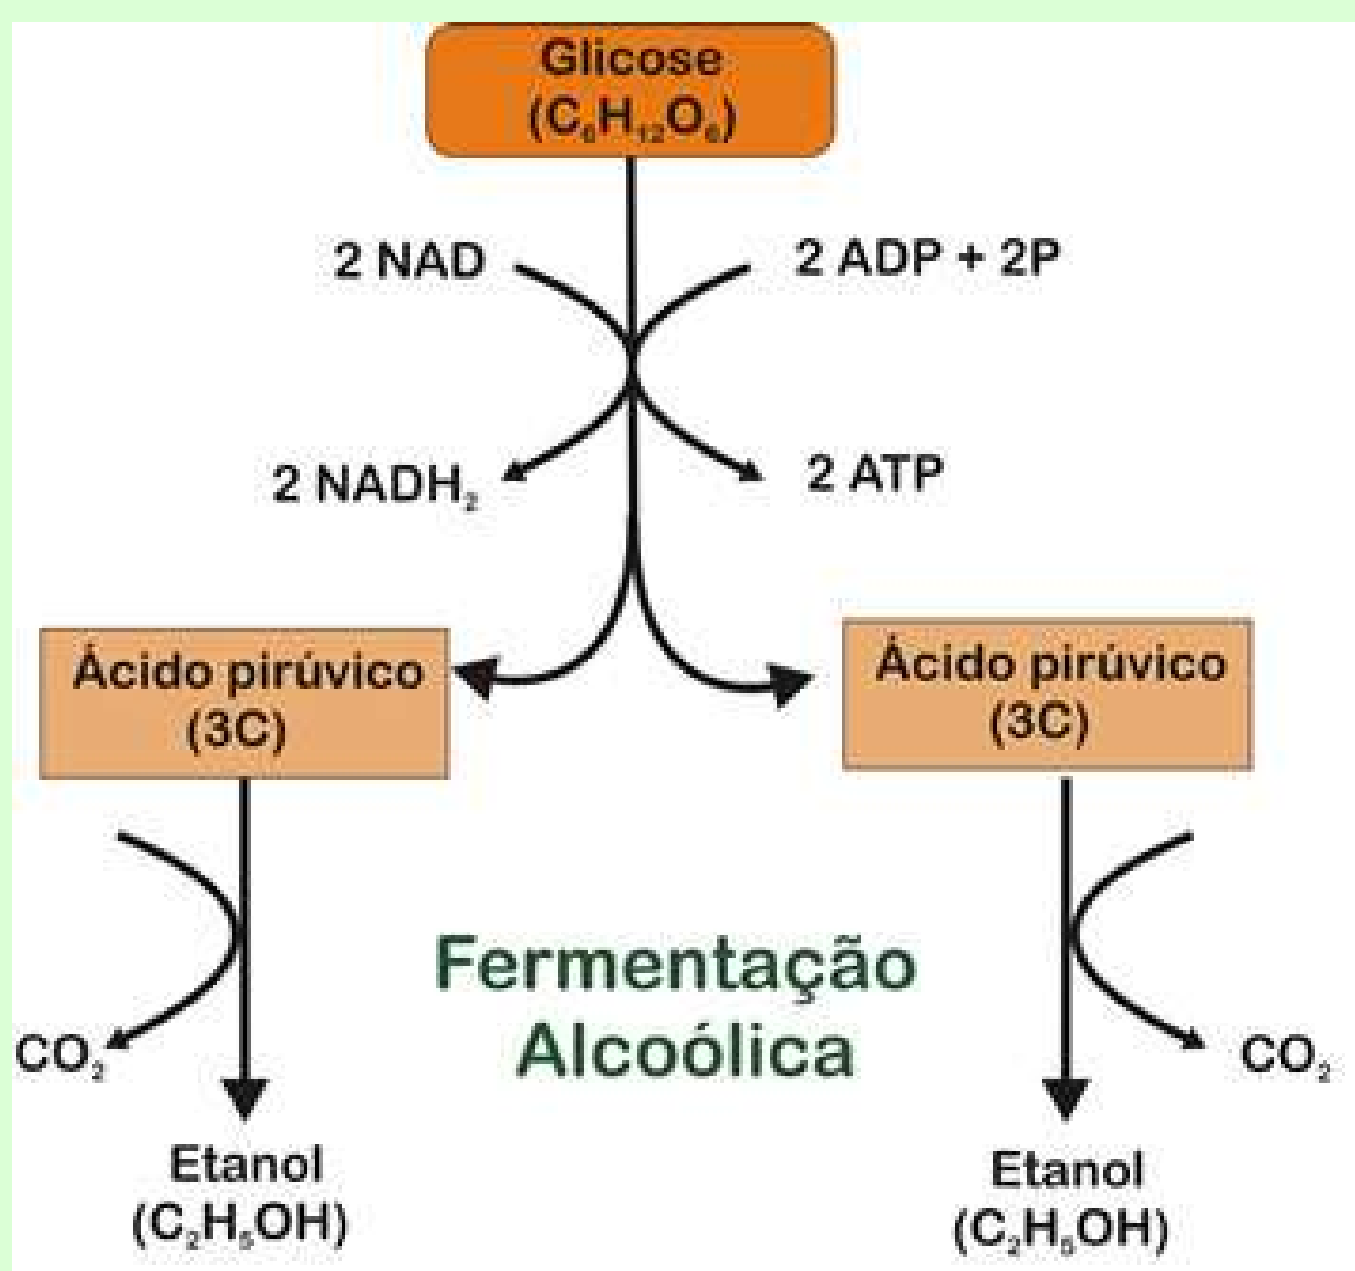 Glicose
(C₆H₁₂O₆)
2 NAD
2 ADP + 2P
2 NADH₂
2 ATP
Ácido pirúvico
(3C)
Ácido pirúvico
(3C)
Fermentação
Alcoólica
CO₂
CO₂
Etanol
(C₂H₅OH)
Etanol
(C₂H₅OH)